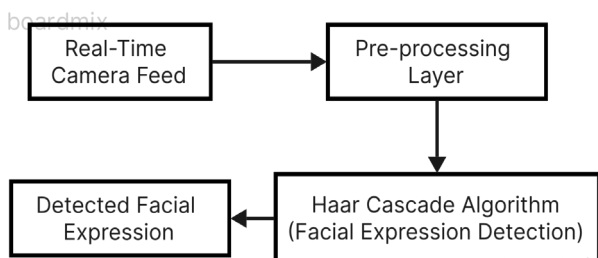 boardmix
Real-Time
Camera Feed
Pre-processing
Layer
Haar Cascade Algorithm
(Facial Expression Detection)
Detected Facial
Expression